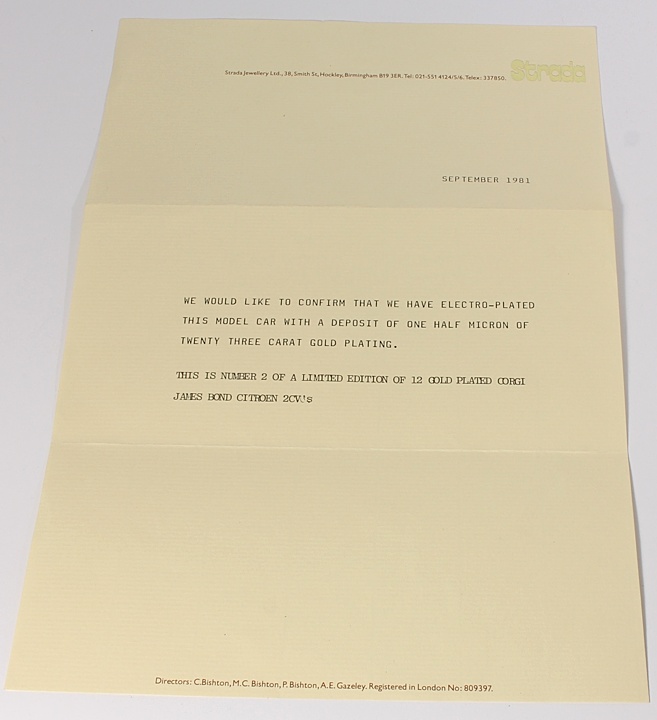 Strada Jewellery Ltd., 38, Smith St, Hockley, Birmingham B19 3ER. Tel: 021-551 4124/5/6. Telex: 337850.
Strada
SEPTEMBER 1981
WE WOULD LIKE TO CONFIRM THAT WE HAVE ELECTRO-PLATED
THIS MODEL CAR WITH A DEPOSIT OF ONE HALF MICRON OF
TWENTY THREE CARAT GOLD PLATING.
THIS IS NUMBER 2 OF A LIMITED EDITION OF 12 GOLD PLATED CORGI
JAMES BOND CITROEN 2CV's
Directors: C.Bishton, M.C. Bishton, P. Bishton, A.E. Gazeley. Registered in London No: 809397.